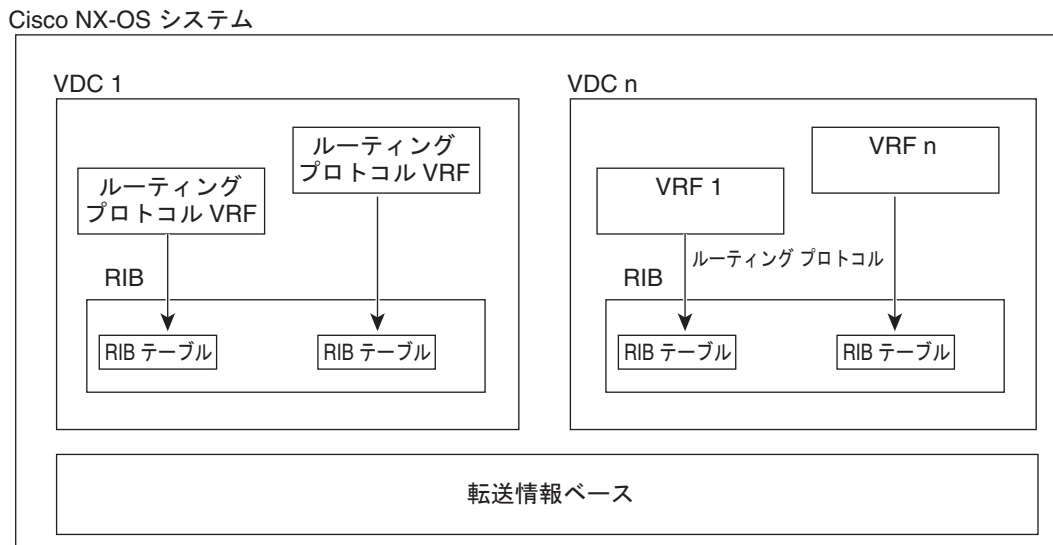 Cisco NX-OS システム
VDC 1
ルーティング
プロトコル VRF
ルーティング
プロトコル VRF
RIB
RIB テーブル
RIB テーブル
VDC n
VRF 1
VRF n
ルーティング プロトコル
RIB
RIB テーブル
RIB テーブル
転送情報ベース